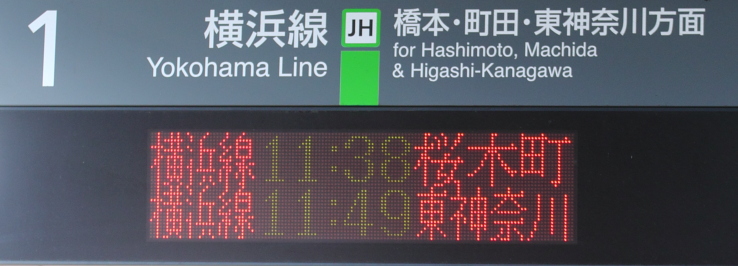 1
横浜線
Yokohama Line
JH
橋本・町田・東神奈川方面
for Hashimoto, Machida
& Higashi-Kanagawa
横浜線 11:38 桜木町
横浜線 11:49 東神奈川